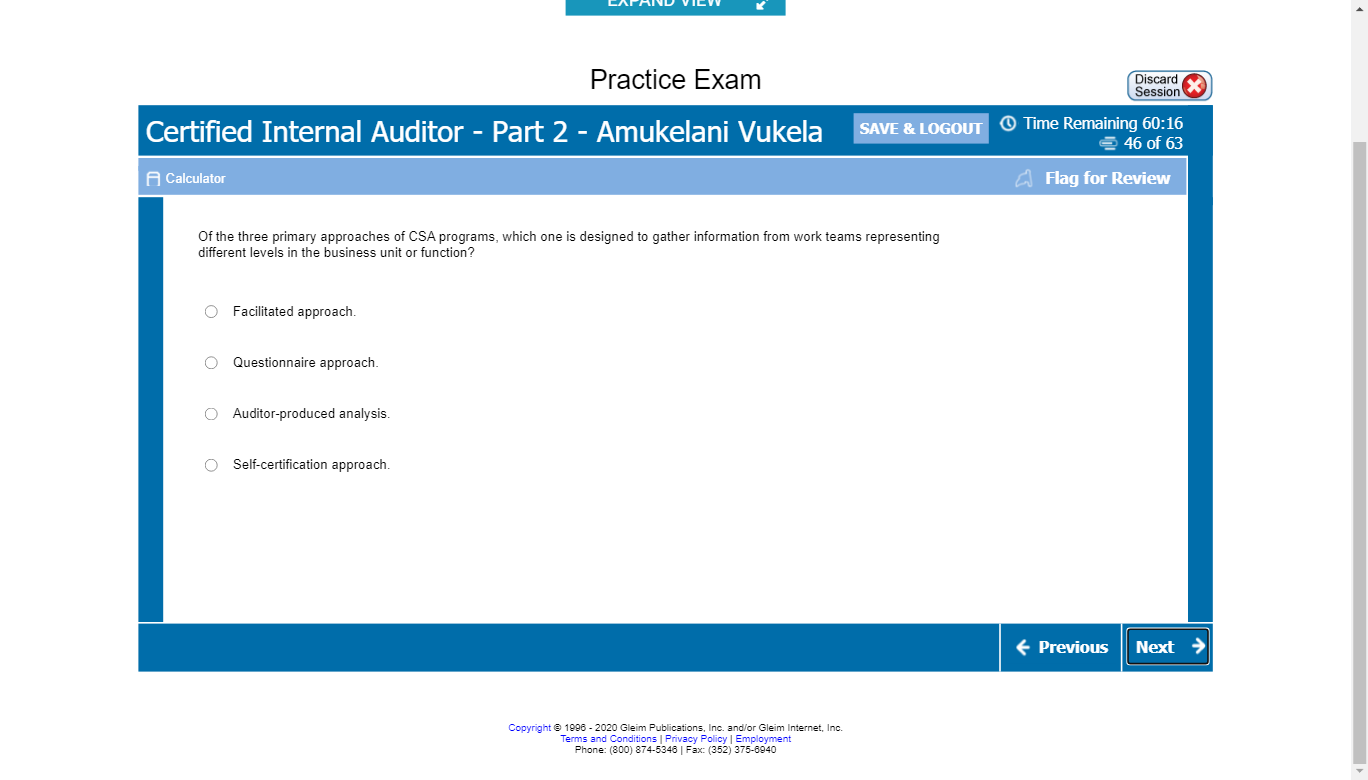 EXPAND VIEW
Practice Exam
Discard
Session
Certified Internal Auditor - Part 2 - Amukelani Vukela
SAVE & LOGOUT
Time Remaining 60:16
46 of 63
Calculator
Flag for Review
Of the three primary approaches of CSA programs, which one is designed to gather information from work teams representing
different levels in the business unit or function?
Facilitated approach.
Questionnaire approach.
Auditor-produced analysis.
Self-certification approach.
Previous
Next
Copyright © 1996 - 2020 Gleim Publications, Inc. and/or Gleim Internet, Inc.
Terms and Conditions | Privacy Policy | Employment
Phone: (800) 874-5346 | Fax: (352) 375-6940